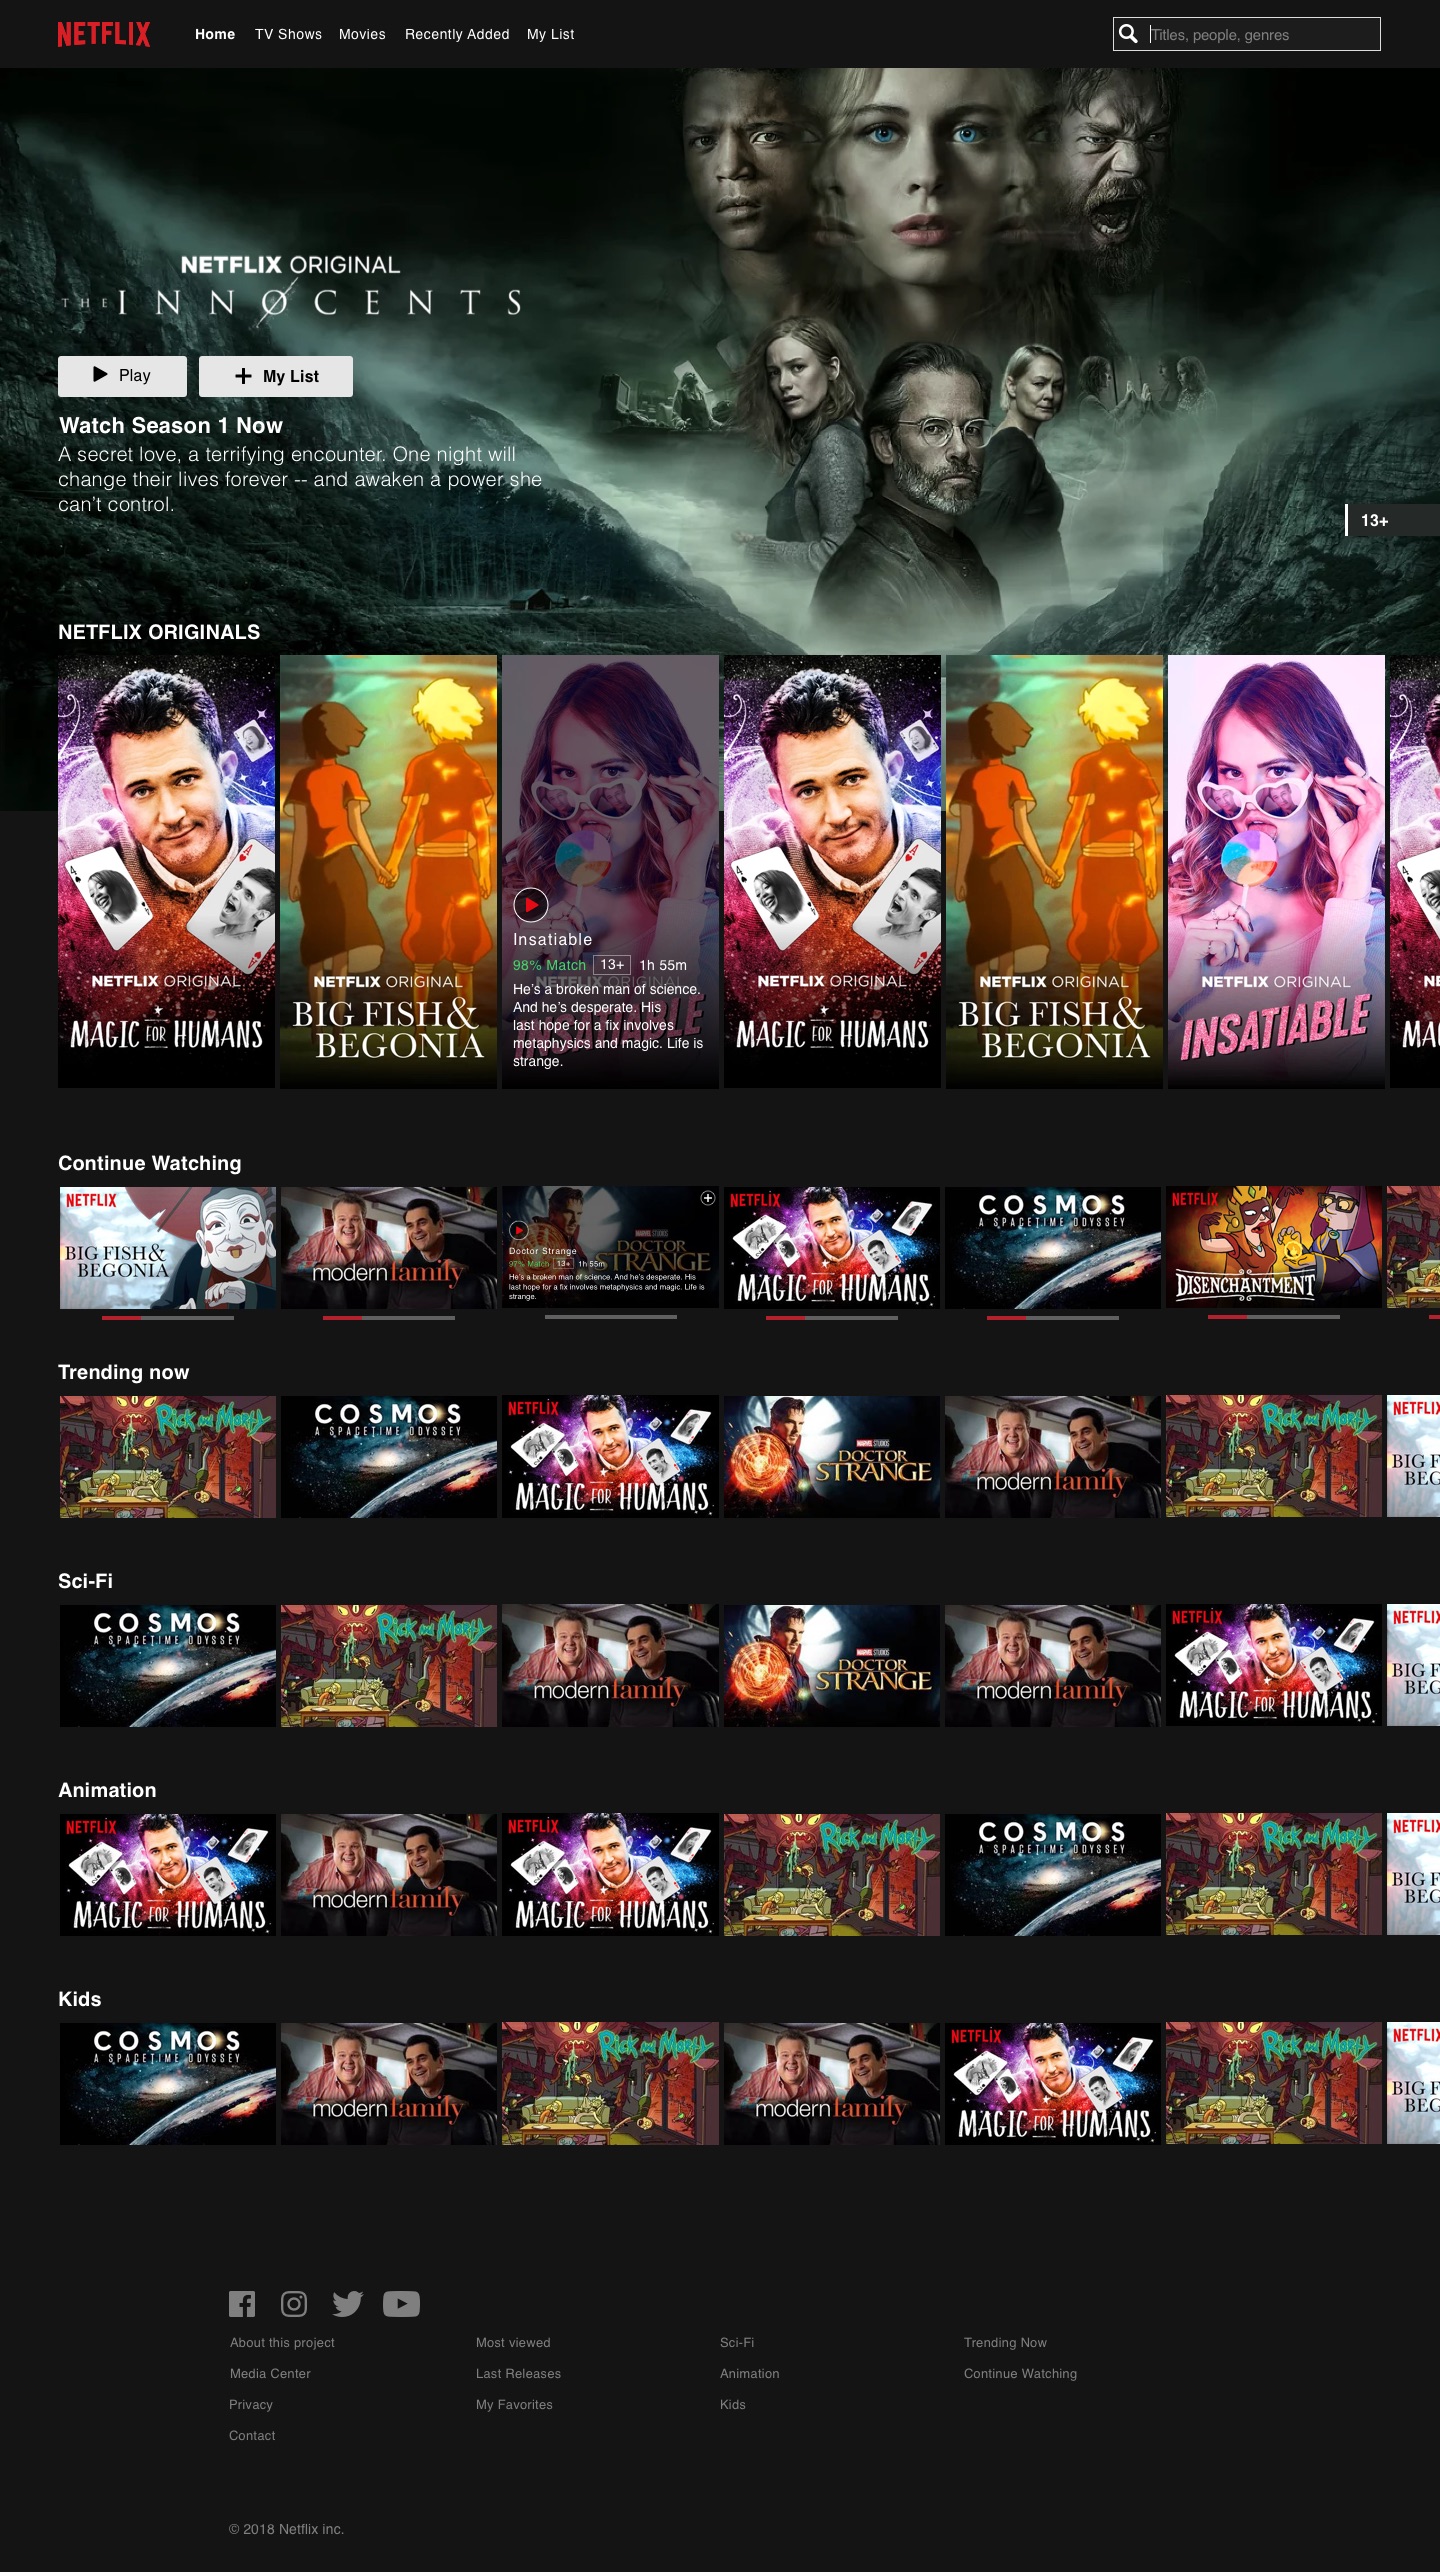 NETFLIX
Home TV Shows Movies Recently Added My List
Titles, people, genres
NETFLIX ORIGINAL
THE INNOCENTS
Play
My List
Watch Season 1 Now
A secret love, a terrifying encounter. One night will
change their lives forever -- and awaken a power she
can't control.
13+
NETFLIX ORIGINALS
NETFLIX ORIGINAL
MAGIC FOR HUMANS
NETFLIX ORIGINAL
BIG FISH &
BEGONIA
Insatiable
98% Match 13+ 1h 55m
He's a broken man of science.
And he's desperate. His
last hope for a fix involves
metaphysics and magic. Life is
strange.
NETFLIX ORIGINAL
MAGIC FOR HUMANS
NETFLIX ORIGINAL
BIG FISH &
BEGONIA
NETFLIX ORIGINAL
INSATIABLE
Continue Watching
NETFLIX
BIG FISH &
BEGONIA
modern family
Doctor Strange
97% Match 13+ 1h 55m
He's a broken man of science. And he's desperate. His
last hope for a fix involves metaphysics and magic. Life is
strange.
MARVEL STUDIOS
DOCTOR
STRANGE
NETFLIX
MAGIC FOR HUMANS
COSMOS
A SPACETIME ODYSSEY
NETFLIX
DISENCHANTMENT
Trending now
Rick and Morty
COSMOS
A SPACETIME ODYSSEY
NETFLIX
MAGIC FOR HUMANS
MARVEL STUDIOS
DOCTOR
STRANGE
modern family
Rick and Morty
NETFLIX
BIG F
BEG
Sci-Fi
COSMOS
A SPACETIME ODYSSEY
Rick and Morty
modern family
MARVEL STUDIOS
DOCTOR
STRANGE
modern family
NETFLIX
MAGIC FOR HUMANS
NETFLIX
BIG F
BEG
Animation
NETFLIX
MAGIC FOR HUMANS
modern family
NETFLIX
MAGIC FOR HUMANS
Rick and Morty
COSMOS
A SPACETIME ODYSSEY
Rick and Morty
NETFLIX
BIG F
BEG
Kids
COSMOS
A SPACETIME ODYSSEY
modern family
Rick and Morty
modern family
NETFLIX
MAGIC FOR HUMANS
Rick and Morty
NETFLIX
BIG F
BEG
About this project Most viewed Sci-Fi Trending Now
Media Center Last Releases Animation Continue Watching
Privacy My Favorites Kids
Contact
© 2018 Netflix inc.